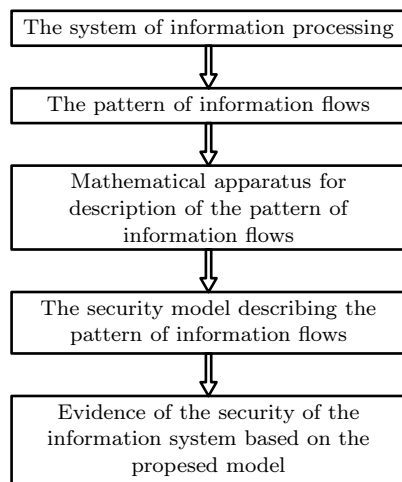 The system of information processing
The pattern of information flows
Mathematical apparatus for
description of the pattern of
information flows
The security model describing the
pattern of information flows
Evidence of the security of the
information system based on the
propesed model